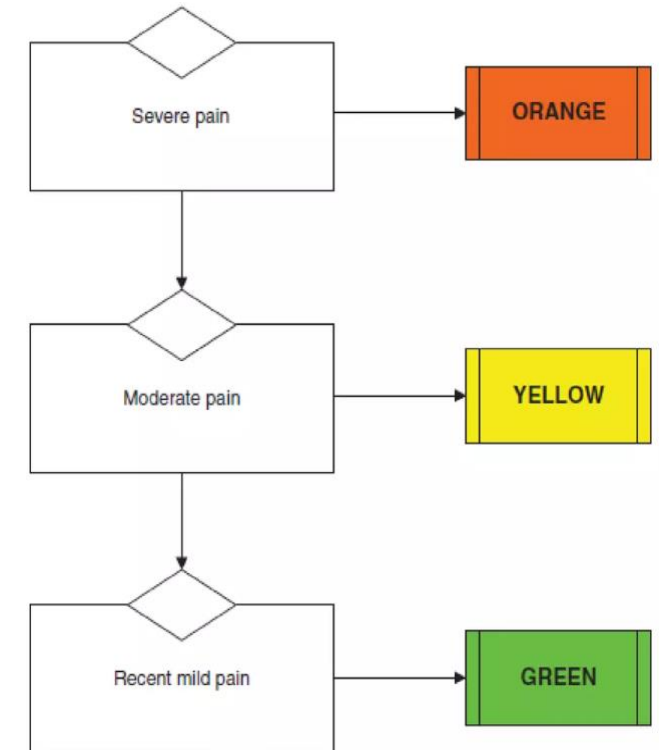 Severe pain
ORANGE
Moderate pain
YELLOW
Recent mild pain
GREEN